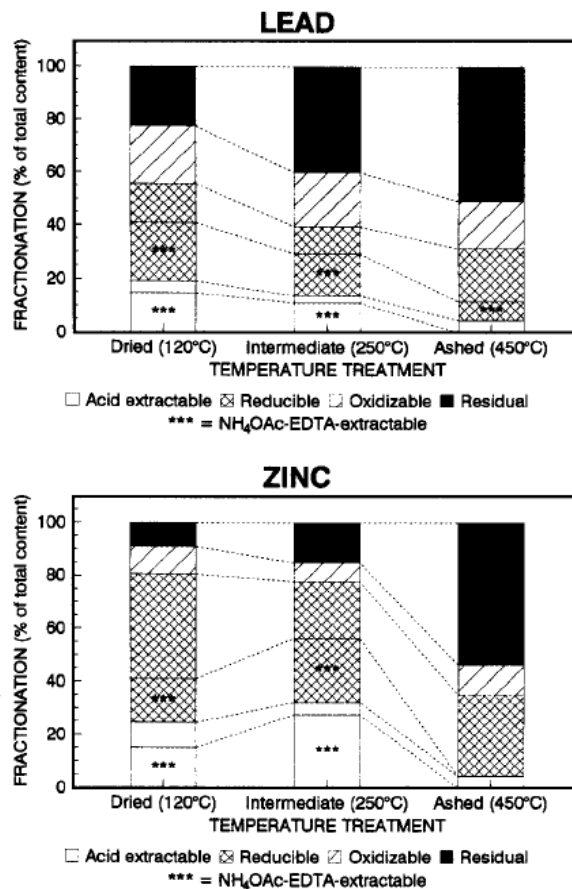 LEAD
FRACTIONATION (% of total content)
100
80
60
40
20
0
***
***
***
***
***
Dried (120°C) Intermediate (250°C) Ashed (450°C)
TEMPERATURE TREATMENT
Acid extractable Reducible Oxidizable Residual
*** = NH₄OAc-EDTA-extractable
ZINC
FRACTIONATION (% of total content)
100
80
60
40
20
0
***
***
***
***
Dried (120°C) Intermediate (250°C) Ashed (450°C)
TEMPERATURE TREATMENT
Acid extractable Reducible Oxidizable Residual
*** = NH₄OAc-EDTA-extractable